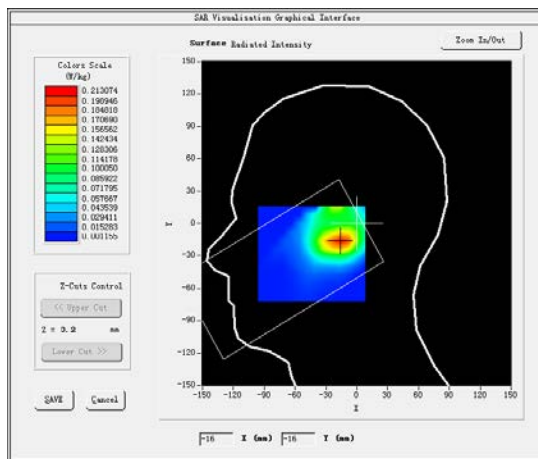 SAR Visualisation Graphical Interface
Surface Radiated Intensity
Zoom In/Out
Colors Scale
(W/kg)
0.213074
0.198946
0.184818
0.170690
0.156562
0.142434
0.128306
0.114178
0.100050
0.085922
0.071795
0.057667
0.043539
0.029411
0.015283
0.001155
Z-Cuts Control
<< Upper Cut
Z = 3.2 mm
Lower Cut >>
SAVE Cancel
150
120
90
60
30
0
-30
-60
-90
-120
-150
Y
-150 -120 -90 -60 -30 0 30 60 90 120 150
X
-16 X (mm) -16 Y (mm)